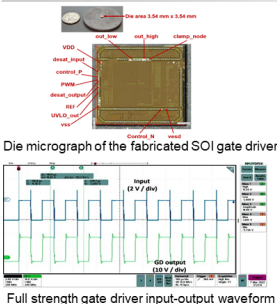 Die area 3.54 mm x 3.54 mm
out_low out_high clamp_node
VDD
desat_input
control_P
PWM
desat_output
REF
UVLO_out
vss
Control_N vesd
Die micrograph of the fabricated SOI gate driver
Input
(2 V / div)
GD output
(10 V / div)
Full strength gate driver input-output waveform